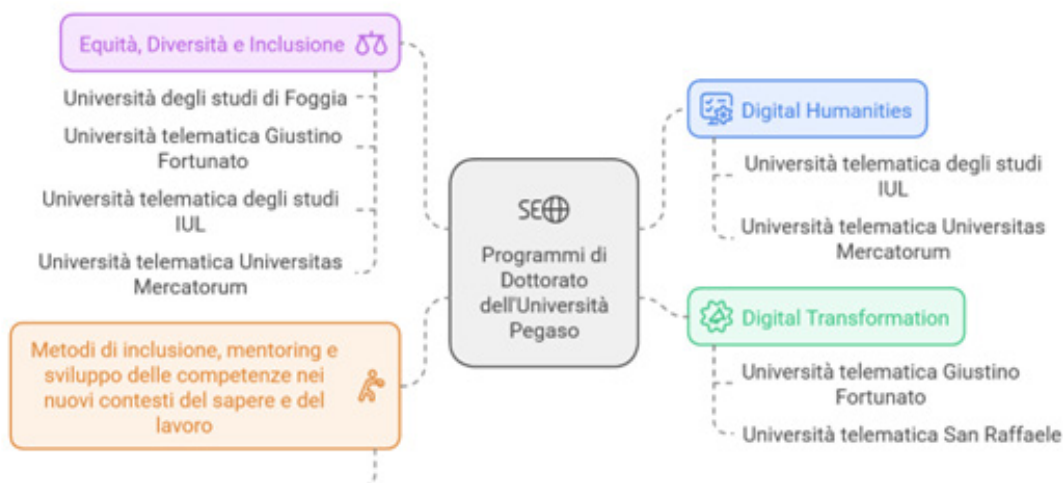 Equità, Diversità e Inclusione
Università degli studi di Foggia
Università telematica Giustino
Fortunato
Università telematica degli studi
IUL
Università telematica Universitas
Mercatorum
Metodi di inclusione, mentoring e
sviluppo delle competenze nei
nuovi contesti del sapere e del
lavoro
SE
Programmi di
Dottorato
dell'Università
Pegaso
Digital Humanities
Università telematica degli studi
IUL
Università telematica Universitas
Mercatorum
Digital Transformation
Università telematica Giustino
Fortunato
Università telematica San Raffaele